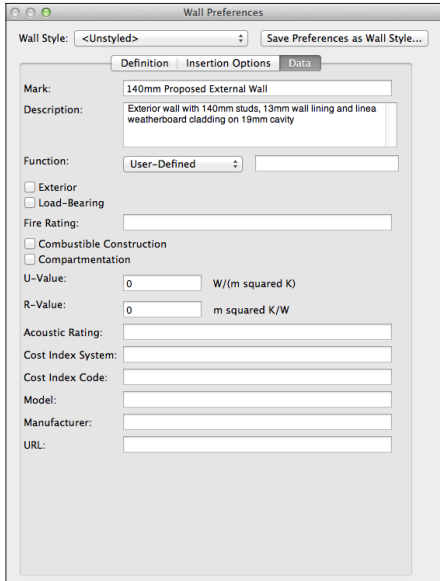 Wall Preferences
Wall Style: <Unstyled> Save Preferences as Wall Style...
Definition Insertion Options Data
Mark: 140mm Proposed External Wall
Description: Exterior wall with 140mm studs, 13mm wall lining and linea
weatherboard cladding on 19mm cavity
Function: User-Defined
Exterior
Load-Bearing
Fire Rating:
Combustible Construction
Compartmentation
U-Value: 0 W/(m squared K)
R-Value: 0 m squared K/W
Acoustic Rating:
Cost Index System:
Cost Index Code:
Model:
Manufacturer:
URL: